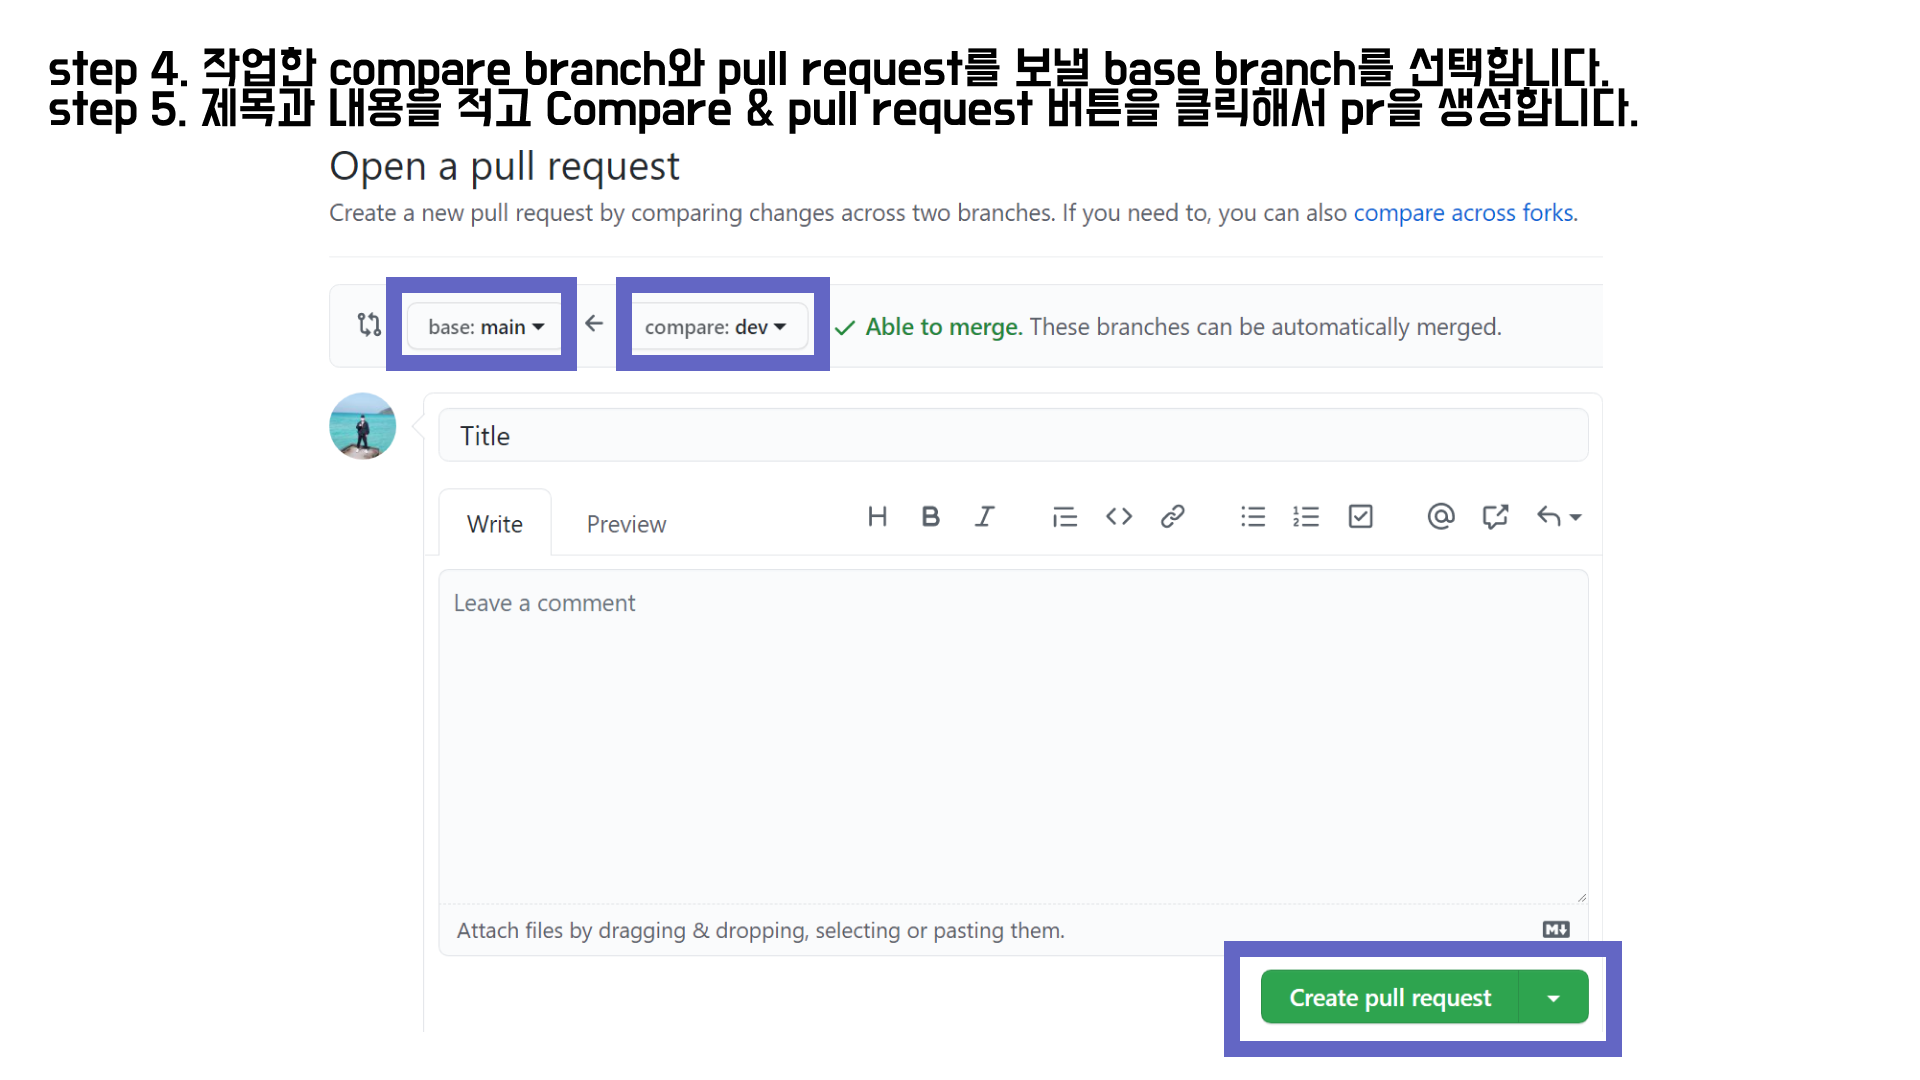 step 4. 작업한 compare branch와 pull request를 보낼 base branch를 선택합니다.
step 5. 제목과 내용을 적고 Compare & pull request 버튼을 클릭해서 pr을 생성합니다.
Open a pull request
Create a new pull request by comparing changes across two branches. If you need to, you can also compare across forks.
base: main compare: dev Able to merge. These branches can be automatically merged.
Title
Write Preview
Leave a comment
Attach files by dragging & dropping, selecting or pasting them.
Create pull request